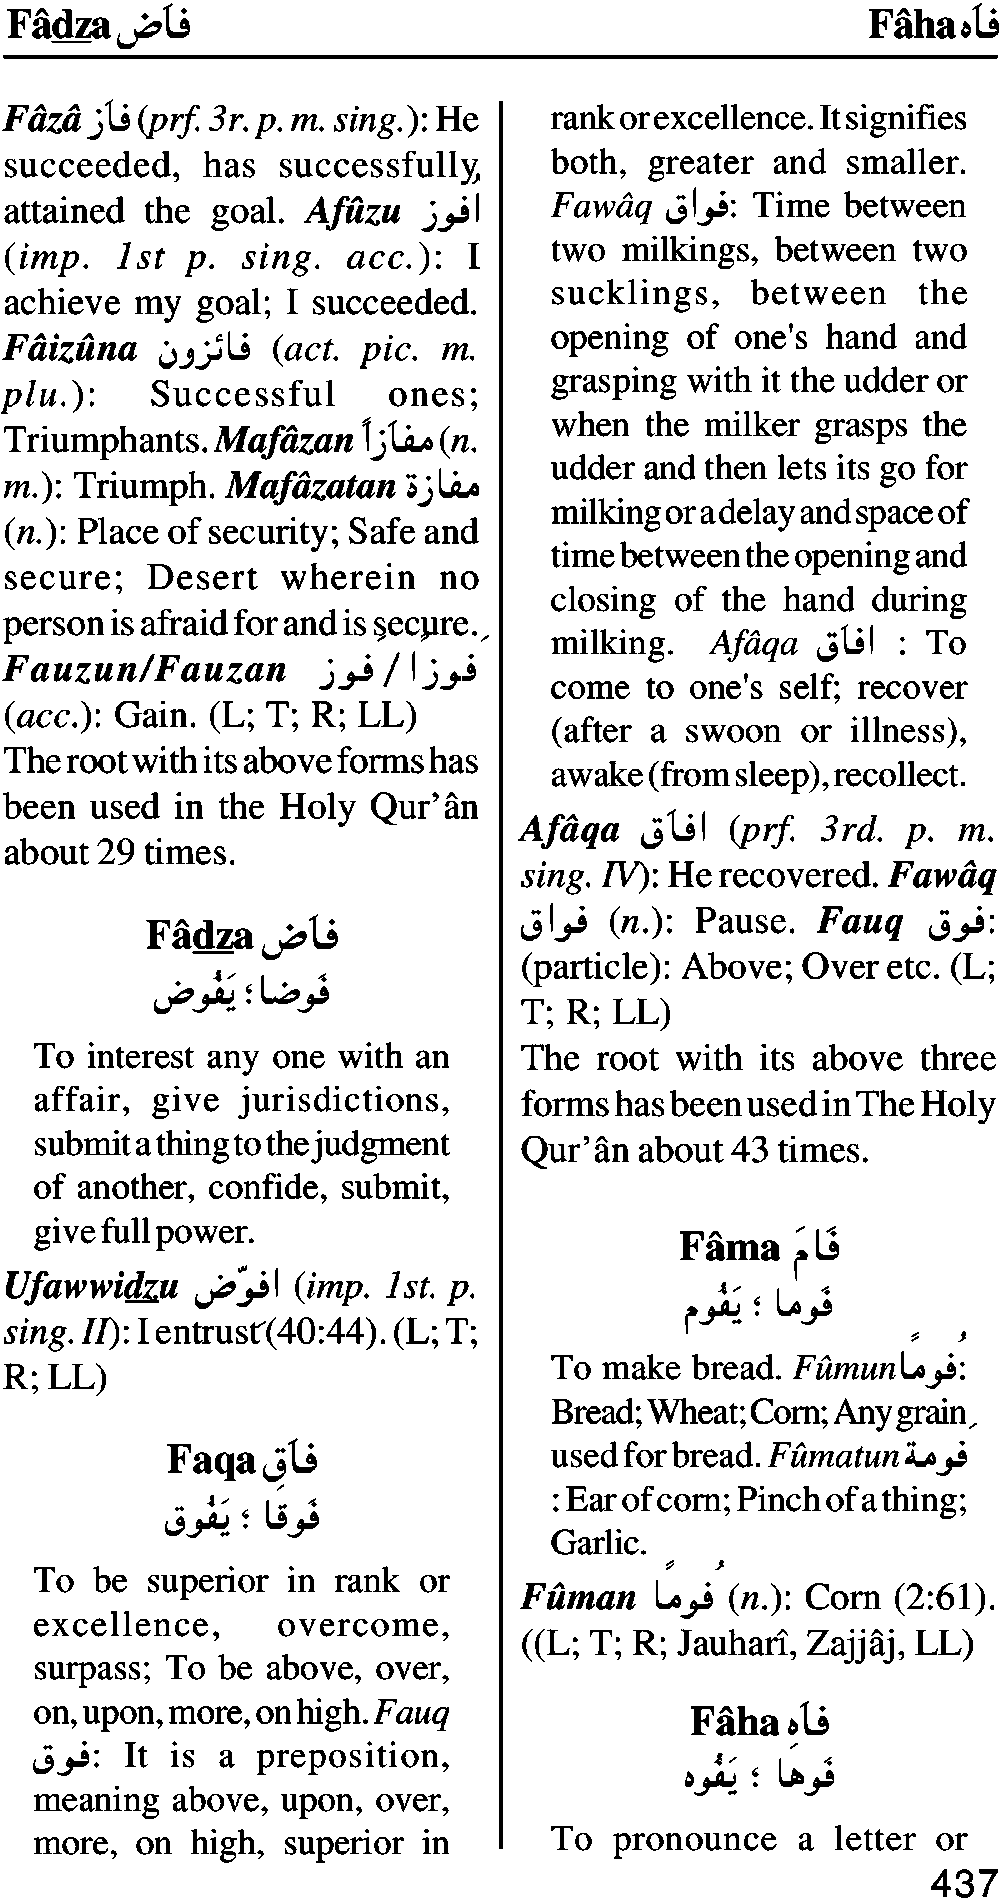 Fâdza فاض
Fâha فاه
Fâzâ فاز (prf. 3r. p. m. sing.): He
succeeded, has successfully,
attained the goal. Afûzu افوز
(imp. 1st p. sing. acc.): I
achieve my goal; I succeeded.
Fâizûna فائزون (act. pic. m.
plu.): Successful ones;
Triumphants. Mafâzan مفازاً (n.
m.): Triumph. Mafâzatan مفازة
(n.): Place of security; Safe and
secure; Desert wherein no
person is afraid for and is secure.
Fauzun/Fauzan فوزا / فوز
(acc.): Gain. (L; T; R; LL)
The root with its above forms has
been used in the Holy Qur'ân
about 29 times.
Fâdza فاض
فَوضا؛ يَفُوض
To interest any one with an
affair, give jurisdictions,
submit a thing to the judgment
of another, confide, submit,
give full power.
Ufawwidzu افوّض (imp. 1st. p.
sing. II): I entrust (40:44). (L; T;
R; LL)
Faqa فاقِ
فَوقا ؛ يَفُوق
To be superior in rank or
excellence, overcome,
surpass; To be above, over,
on, upon, more, on high. Fauq
فوق: It is a preposition,
meaning above, upon, over,
more, on high, superior in
rank or excellence. It signifies
both, greater and smaller.
Fawâq فواق: Time between
two milkings, between two
sucklings, between the
opening of one's hand and
grasping with it the udder or
when the milker grasps the
udder and then lets its go for
milking or a delay and space of
time between the opening and
closing of the hand during
milking. Afâqa افاق : To
come to one's self; recover
(after a swoon or illness),
awake (from sleep), recollect.
Afâqa افاق (prf. 3rd. p. m.
sing. IV): He recovered. Fawâq
فواق (n.): Pause. Fauq فوق:
(particle): Above; Over etc. (L;
T; R; LL)
The root with its above three
forms has been used in The Holy
Qur'ân about 43 times.
Fâma فَامَ
فَوما ؛ يَفُوم
To make bread. Fûmun فُوماً:
Bread; Wheat; Corn; Any grain
used for bread. Fûmatun فومة
: Ear of corn; Pinch of a thing;
Garlic.
Fûman فُوماً (n.): Corn (2:61).
((L; T; R; Jauharî, Zajjâj, LL)
Fâha فاهِ
فَوها ؛ يَفُوه
To pronounce a letter or
437